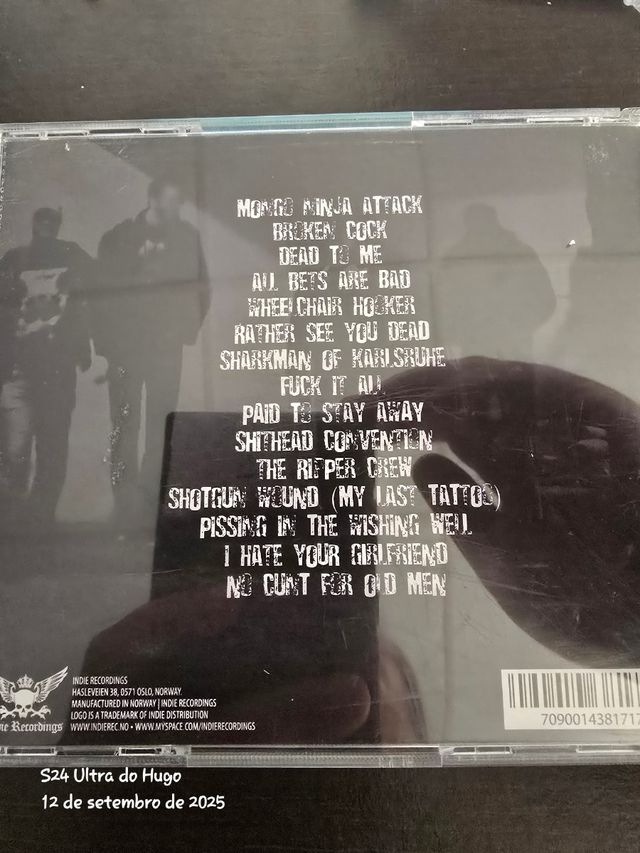 MONGO NINJA ATTACK
BROKEN COCK
DEAD TO ME
ALL BETS ARE BAD
WHEELCHAIR HOOKER
RATHER SEE YOU DEAD
SHARKMAN OF KARLSRUHE
FUCK IT ALL
PAID TO STAY AWAY
SHITHEAD CONVENTION
THE RIPPER CREW
SHOTGUN WOUND (MY LAST TATTOO)
PISSING IN THE WISHING WELL
I HATE YOUR GIRLFRIEND
NO CUNT FOR OLD MEN
INDIE RECORDINGS
HASLEVEIEN 38, 0571 OSLO, NORWAY.
MANUFACTURED IN NORWAY | INDIE RECORDINGS
LOGO IS A TRADEMARK OF INDIE DISTRIBUTION
WWW.INDIEREC.NO • WWW.MYSPACE.COM/INDIERECORDINGS
Recordings
709001438171
S24 Ultra do Hugo
12 de setembro de 2025